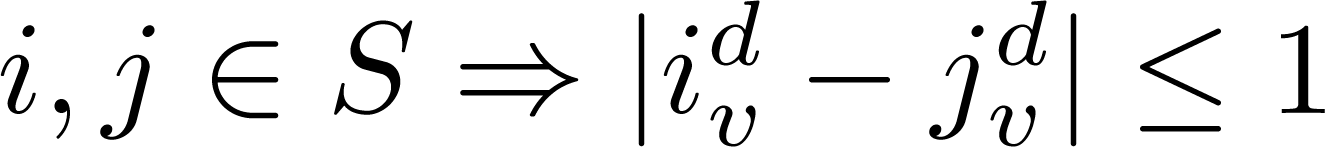 i, j ∈ S ⇒ |i_v^d − j_v^d| ≤ 1